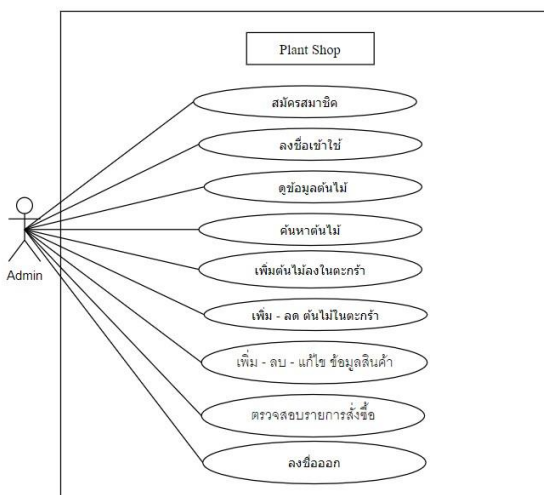 Plant Shop
สมัครสมาชิค
ลงชื่อเข้าใช้
ดูข้อมูลต้นไม้
ค้นหาต้นไม้
Admin
เพิ่มต้นไม้ลงในตะกร้า
เพิ่ม - ลด ต้นไม้ในตะกร้า
เพิ่ม - ลบ - แก้ไข ข้อมูลสินค้า
ตรวจสอบรายการสั่งซื้อ
ลงชื่อออก